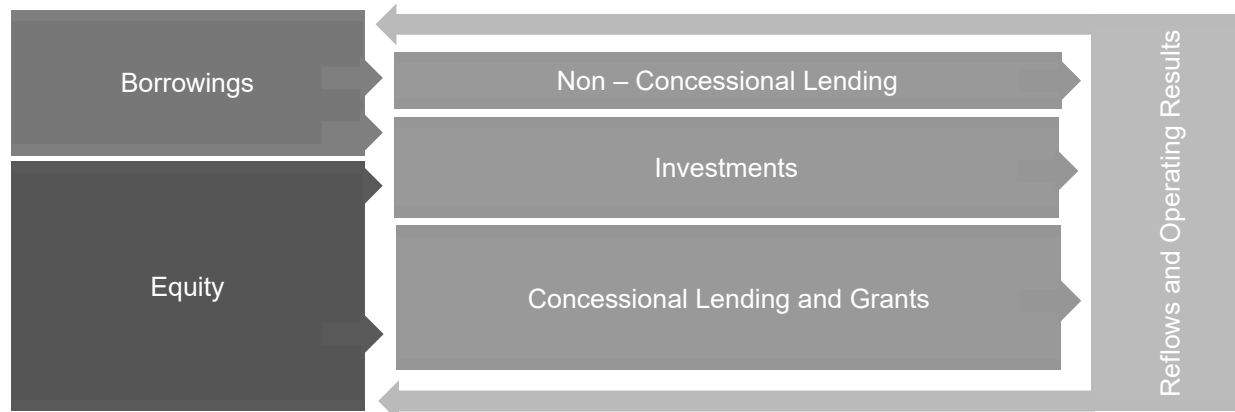 Borrowings
Non – Concessional Lending
Investments
Equity
Concessional Lending and Grants
Reflows and Operating Results